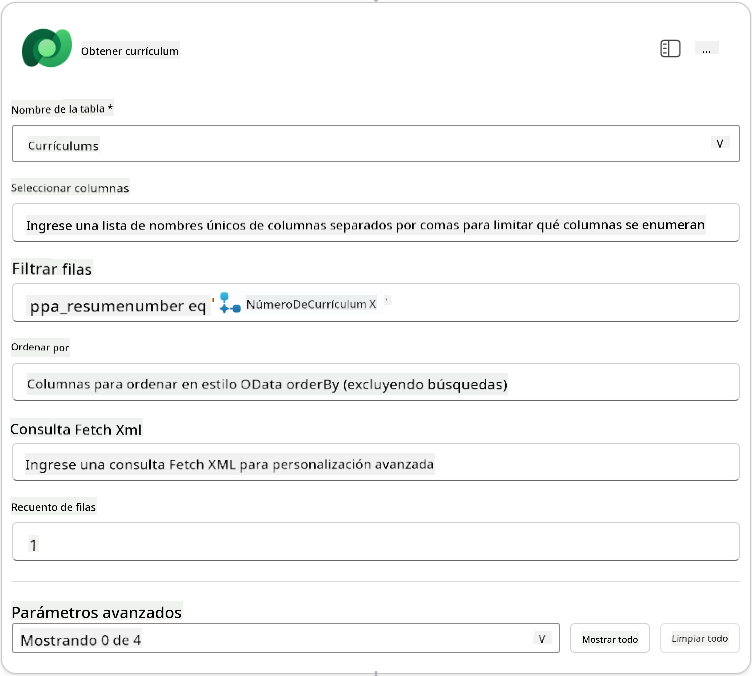 Obtener currículum
...
Nombre de la tabla *
Currículums
V
Seleccionar columnas
Ingrese una lista de nombres únicos de columnas separados por comas para limitar qué columnas se enumeran
Filtrar filas
ppa_resumenumber eq ' NúmeroDeCurrículum X '
Ordenar por
Columnas para ordenar en estilo OData orderBy (excluyendo búsquedas)
Consulta Fetch Xml
Ingrese una consulta Fetch XML para personalización avanzada
Recuento de filas
1
Parámetros avanzados
Mostrando 0 de 4 V Mostrar todo Limpiar todo